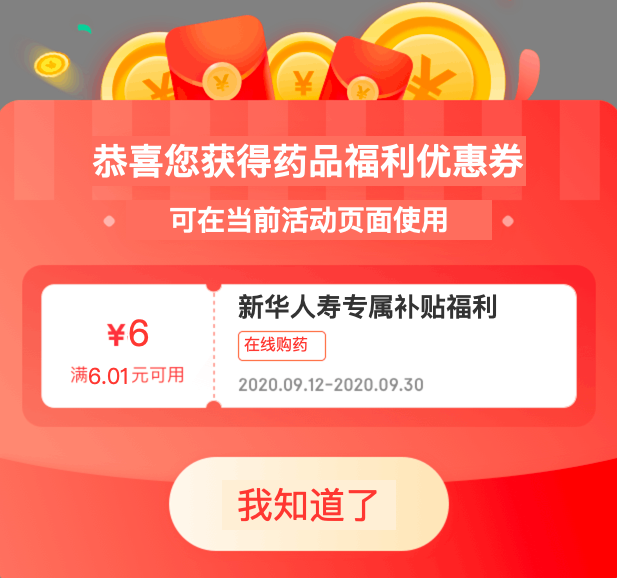 恭喜您获得药品福利优惠券
可在当前活动页面使用
新华人寿专属补贴福利
¥6
在线购药
满6.01元可用
2020.09.12-2020.09.30
我知道了